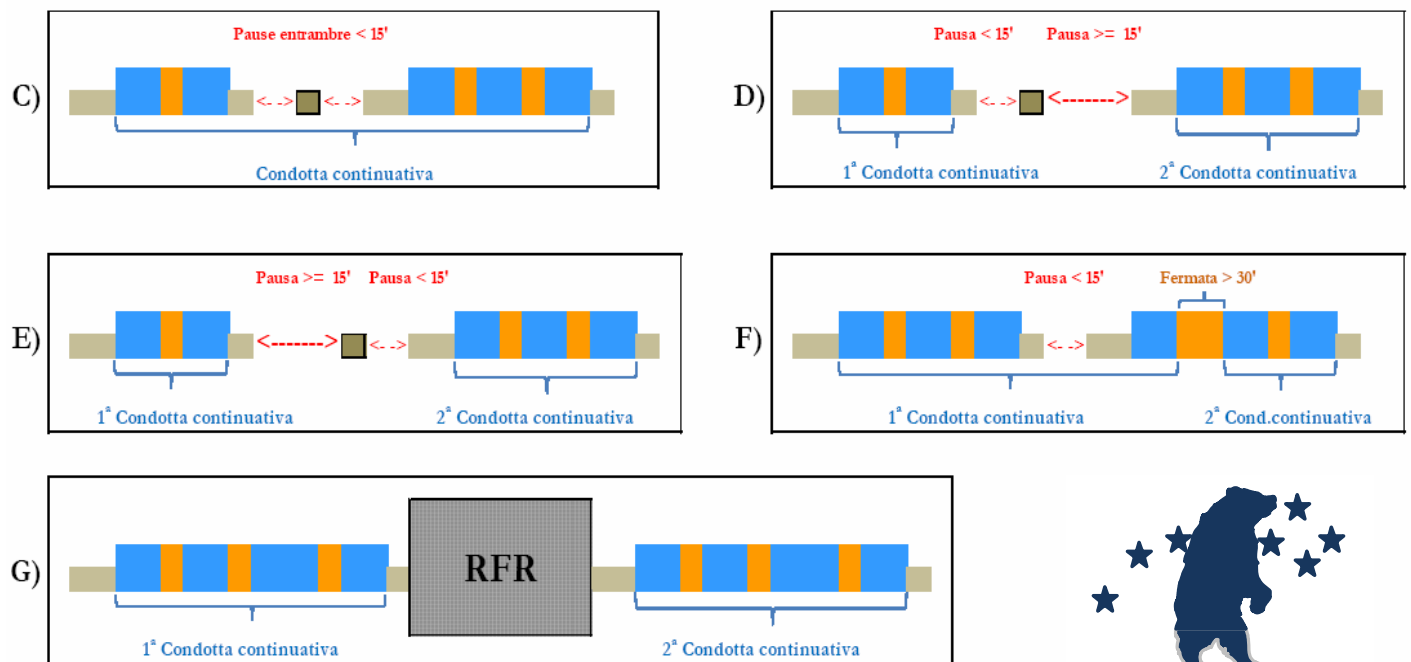 Pause entrambre < 15'
C)
<- -> <- ->
Condotta continuativa
Pausa < 15' Pausa >= 15'
D)
<- -> <------->
1ª Condotta continuativa 2ª Condotta continuativa
Pausa >= 15' Pausa < 15'
E)
<-------> <- ->
1ª Condotta continuativa 2ª Condotta continuativa
Pausa < 15' Fermata > 30'
F)
<- ->
1ª Condotta continuativa 2ª Cond.continuativa
G)
RFR
1ª Condotta continuativa 2ª Condotta continuativa